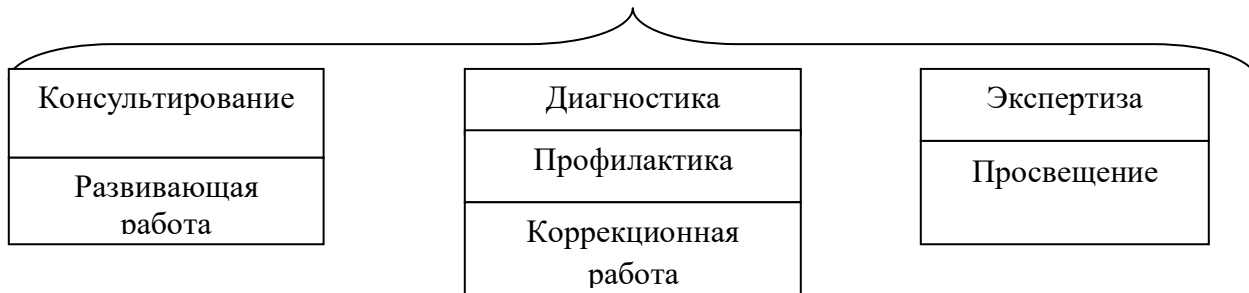 Консультирование
Развивающая
работа
Диагностика
Профилактика
Коррекционная
работа
Экспертиза
Просвещение